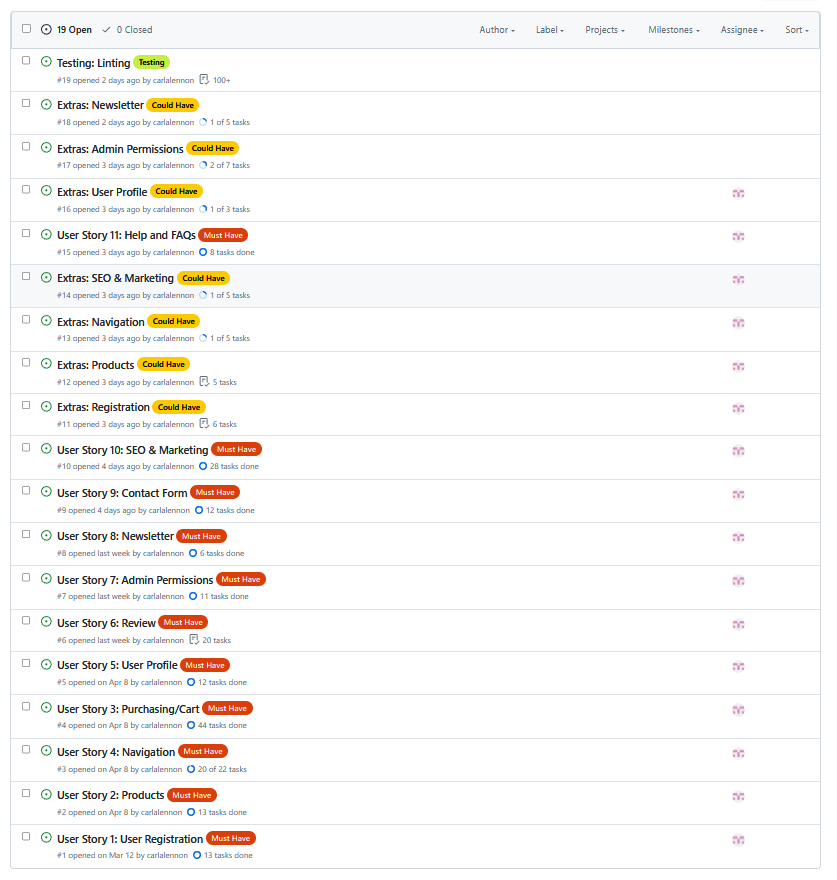 19 Open 0 Closed Author Label Projects Milestones Assignee Sort
Testing: Linting Testing
#19 opened 2 days ago by carlalennon 100+
Extras: Newsletter Could Have
#18 opened 2 days ago by carlalennon 1 of 5 tasks
Extras: Admin Permissions Could Have
#17 opened 3 days ago by carlalennon 2 of 7 tasks
Extras: User Profile Could Have
#16 opened 3 days ago by carlalennon 1 of 3 tasks
User Story 11: Help and FAQs Must Have
#15 opened 3 days ago by carlalennon 8 tasks done
Extras: SEO & Marketing Could Have
#14 opened 3 days ago by carlalennon 1 of 5 tasks
Extras: Navigation Could Have
#13 opened 3 days ago by carlalennon 1 of 5 tasks
Extras: Products Could Have
#12 opened 3 days ago by carlalennon 5 tasks
Extras: Registration Could Have
#11 opened 3 days ago by carlalennon 6 tasks
User Story 10: SEO & Marketing Must Have
#10 opened 4 days ago by carlalennon 28 tasks done
User Story 9: Contact Form Must Have
#9 opened 4 days ago by carlalennon 12 tasks done
User Story 8: Newsletter Must Have
#8 opened last week by carlalennon 6 tasks done
User Story 7: Admin Permissions Must Have
#7 opened last week by carlalennon 11 tasks done
User Story 6: Review Must Have
#6 opened last week by carlalennon 20 tasks
User Story 5: User Profile Must Have
#5 opened on Apr 8 by carlalennon 12 tasks done
User Story 3: Purchasing/Cart Must Have
#4 opened on Apr 8 by carlalennon 44 tasks done
User Story 4: Navigation Must Have
#3 opened on Apr 8 by carlalennon 20 of 22 tasks
User Story 2: Products Must Have
#2 opened on Apr 8 by carlalennon 13 tasks done
User Story 1: User Registration Must Have
#1 opened on Mar 12 by carlalennon 13 tasks done